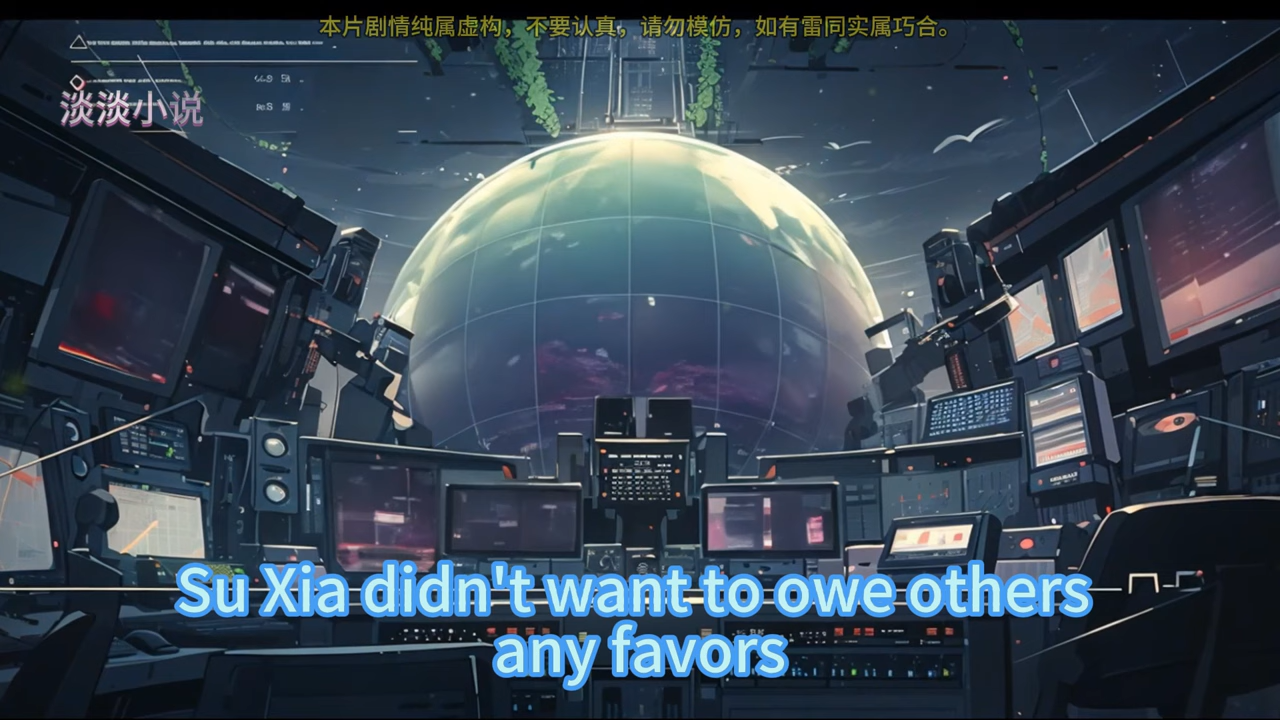 本片剧情纯属虚构，不要认真，请勿模仿，如有雷同实属巧合。
淡淡小说
Su Xia didn't want to owe others
any favors